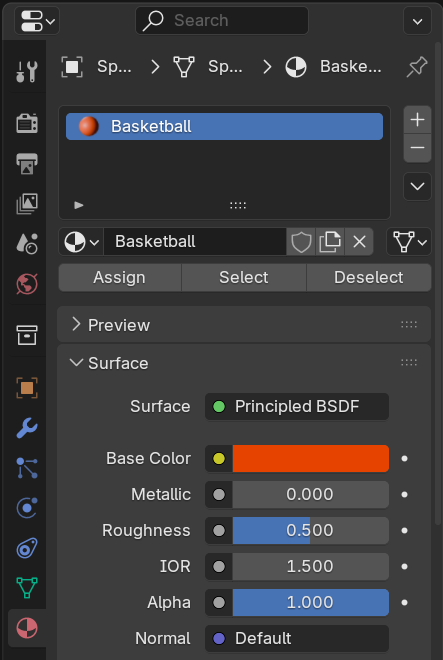 Search
Sp... Sp... Baske...
Basketball
Basketball
Assign Select Deselect
Preview
Surface
Surface Principled BSDF
Base Color
Metallic 0.000
Roughness 0.500
IOR 1.500
Alpha 1.000
Normal Default